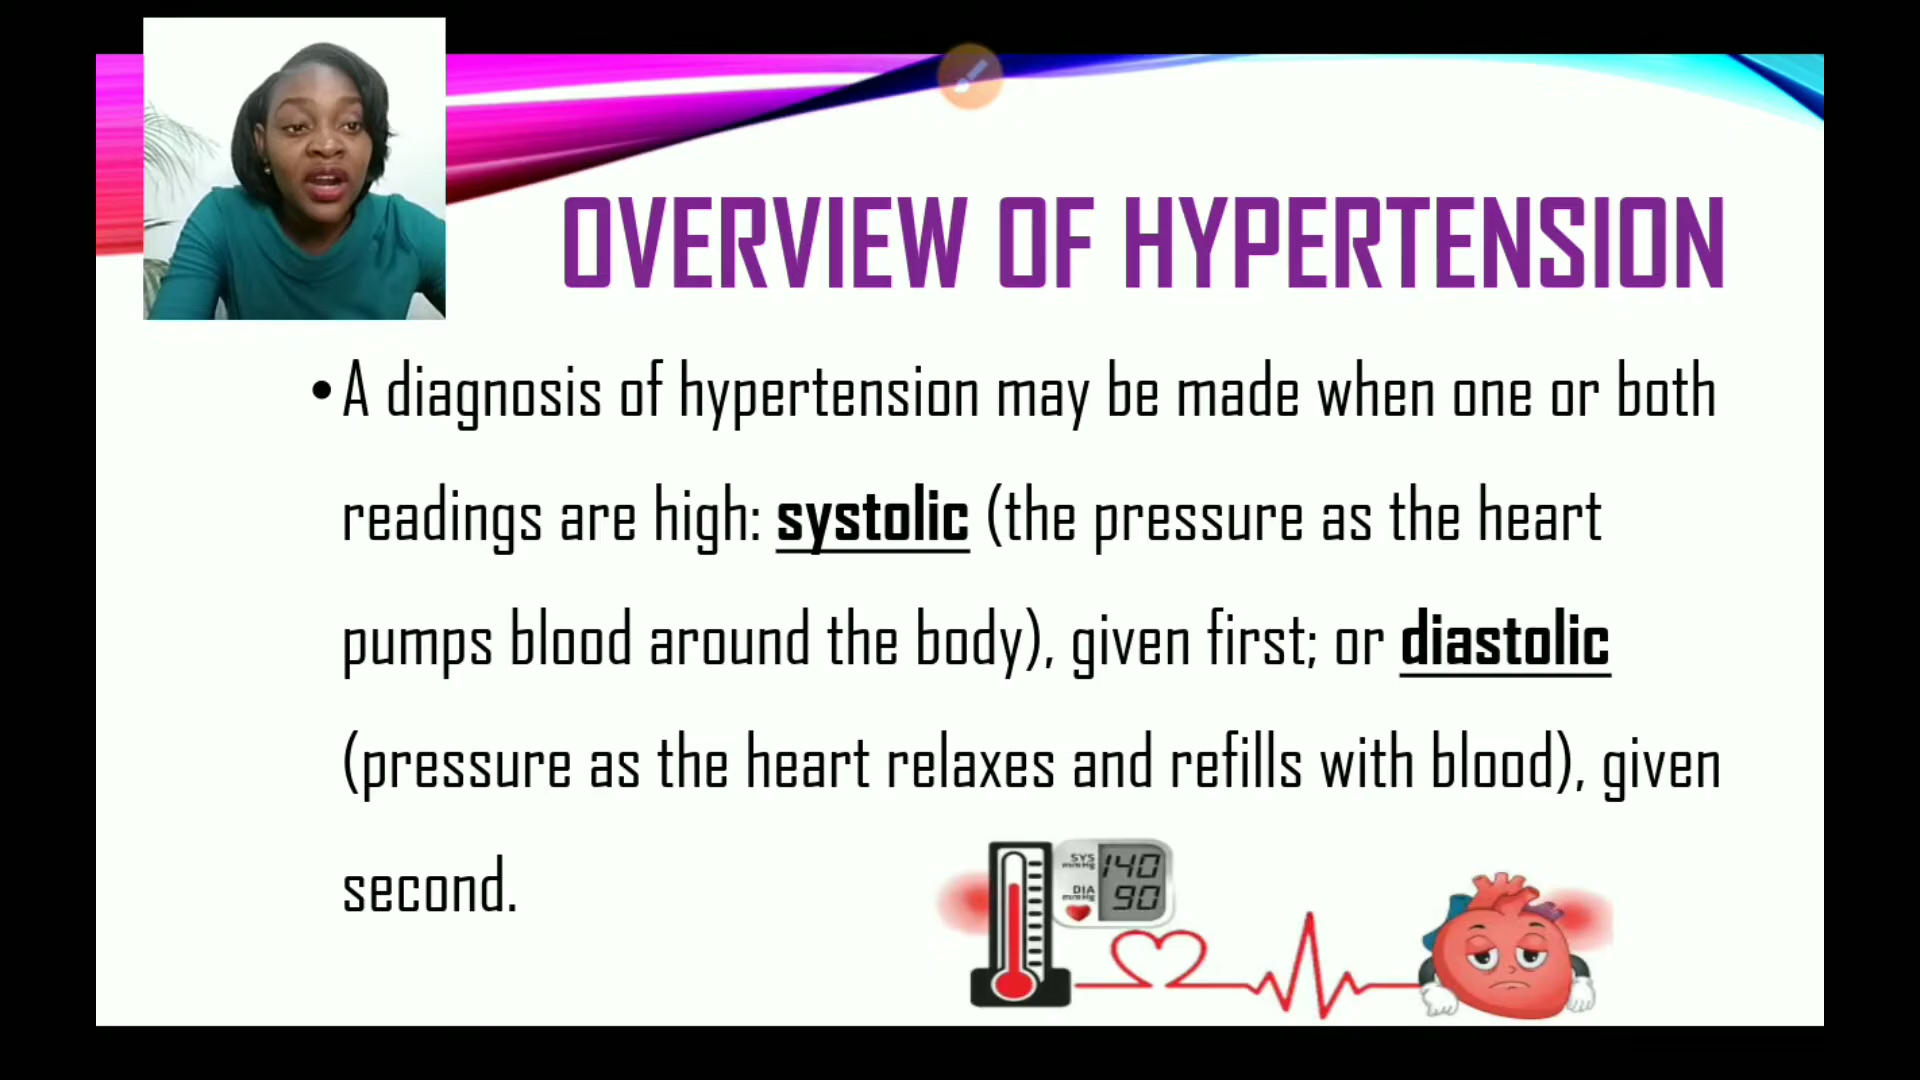 OVERVIEW OF HYPERTENSION
• A diagnosis of hypertension may be made when one or both
readings are high: systolic (the pressure as the heart
pumps blood around the body), given first; or diastolic
(pressure as the heart relaxes and refills with blood), given
second.
SYS
mmHg
140
DIA
mmHg
90